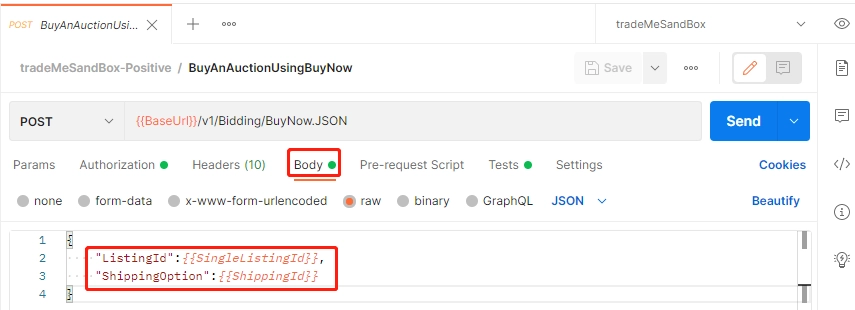 POST BuyAnAuctionUsi... tradeMeSandBox
tradeMeSandBox-Positive / BuyAnAuctionUsingBuyNow Save
POST {{BaseUrl}}/v1/Bidding/BuyNow.JSON Send
Params Authorization Headers (10) Body Pre-request Script Tests Settings Cookies
none form-data x-www-form-urlencoded raw binary GraphQL JSON Beautify
1 {
2 "ListingId":{{SingleListingId}},
3 "ShippingOption":{{ShippingId}}
4 }